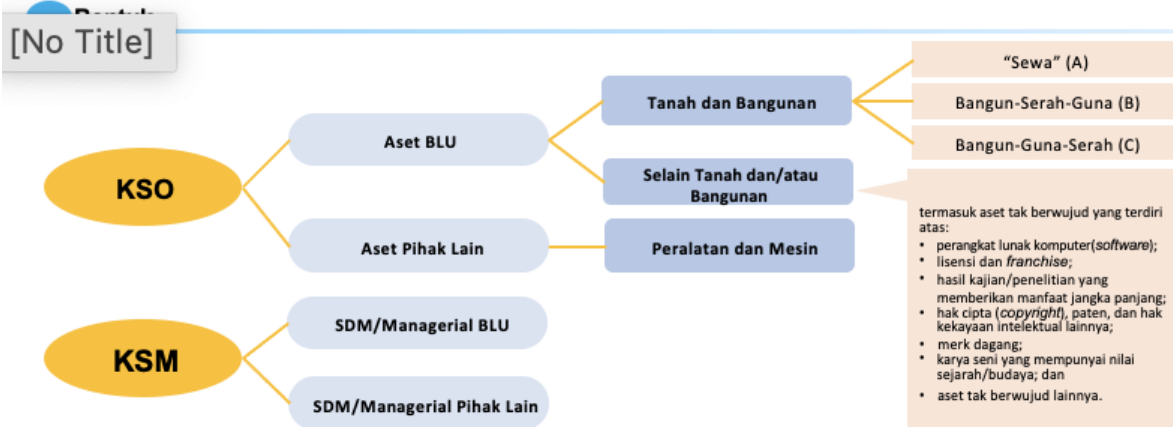 [No Title]
KSO
Aset BLU
Tanah dan Bangunan
“Sewa” (A)
Bangun-Serah-Guna (B)
Bangun-Guna-Serah (C)
Selain Tanah dan/atau
Bangunan
termasuk aset tak berwujud yang terdiri
atas:
• perangkat lunak komputer(software);
• lisensi dan franchise;
• hasil kajian/penelitian yang
memberikan manfaat jangka panjang;
• hak cipta (copyright), paten, dan hak
kekayaan intelektual lainnya;
• merk dagang;
• karya seni yang mempunyai nilai
sejarah/budaya; dan
• aset tak berwujud lainnya.
Aset Pihak Lain
Peralatan dan Mesin
KSM
SDM/Managerial BLU
SDM/Managerial Pihak Lain